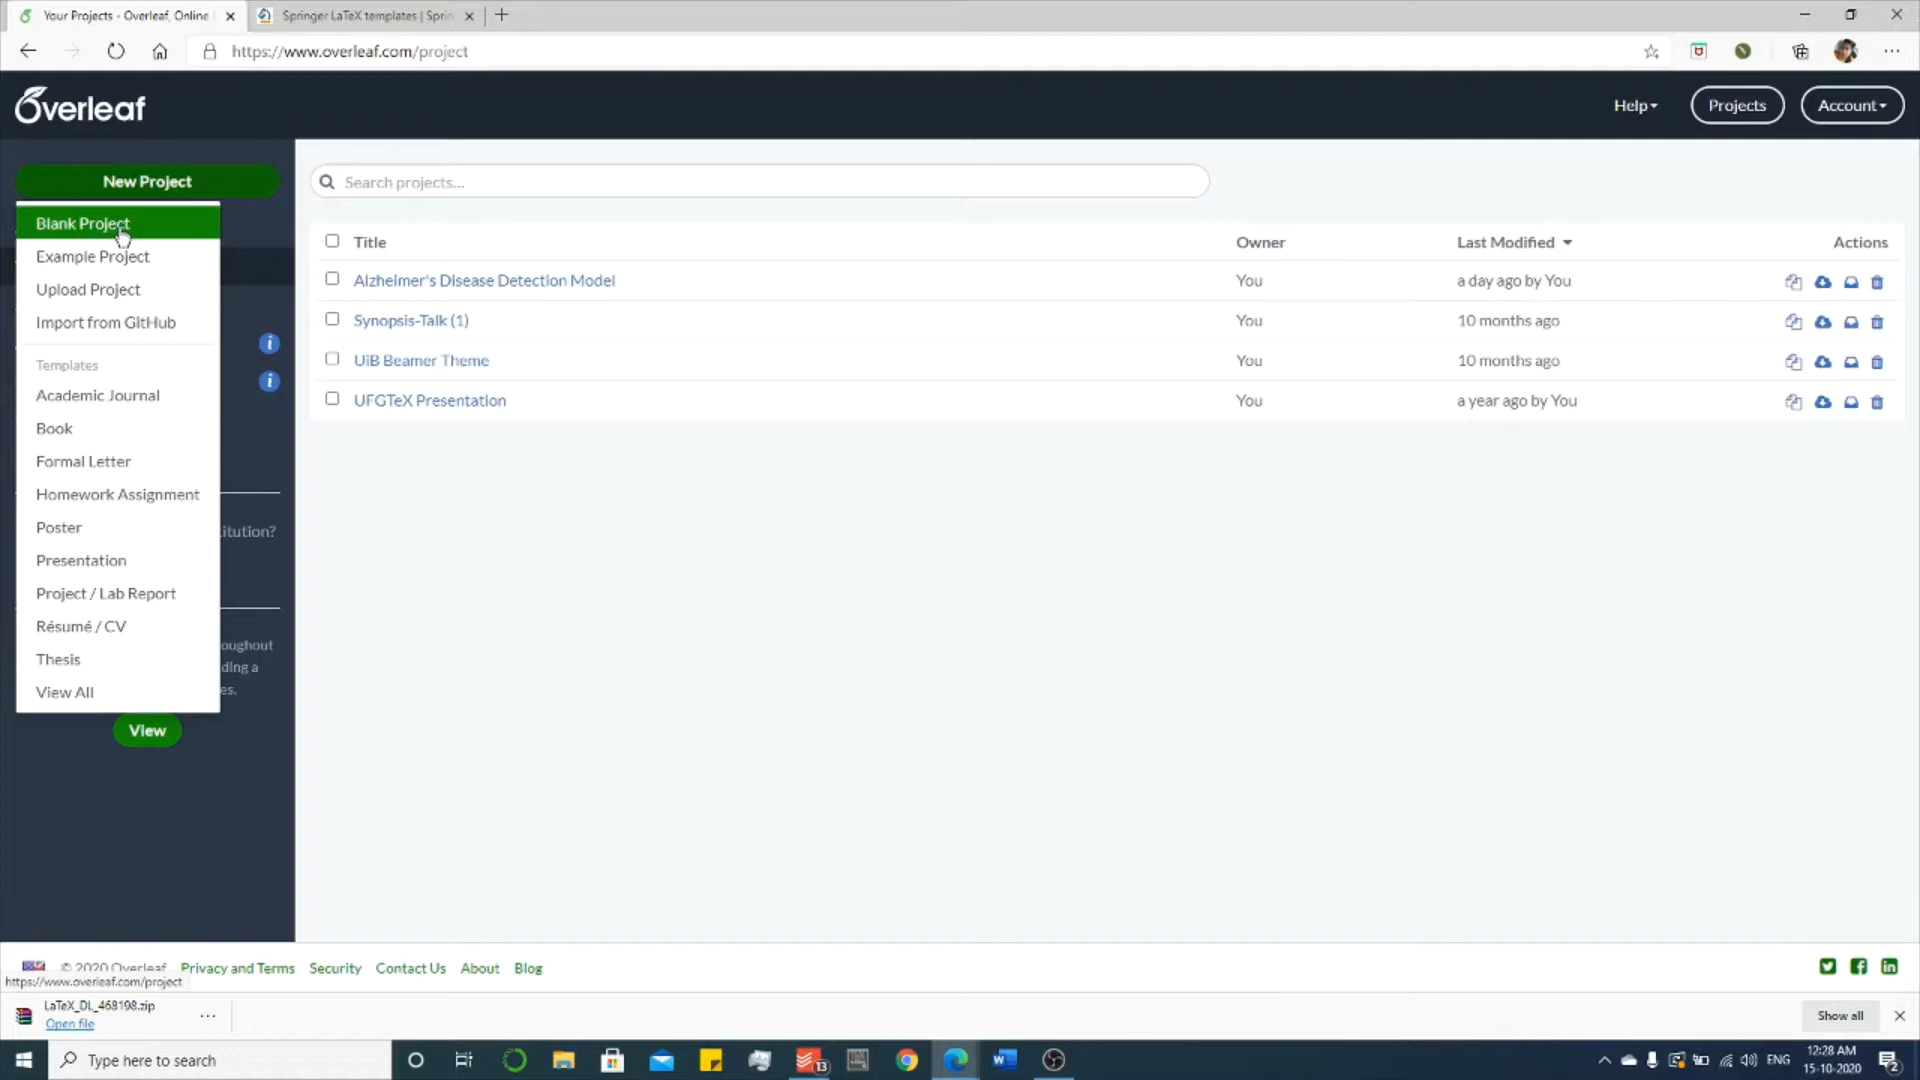 Your Projects - Overleaf, Online
Springer LaTeX templates | Sprin
https://www.overleaf.com/project
Overleaf
Help
Projects
Account
New Project
Search projects...
Blank Project
Example Project
Upload Project
Import from GitHub
Templates
Academic Journal
Book
Formal Letter
Homework Assignment
Poster
Presentation
Project / Lab Report
Résumé / CV
Thesis
View All
itution?
oughout
ding a
es.
View
Title Owner Last Modified Actions
Alzheimer's Disease Detection Model You a day ago by You
Synopsis-Talk (1) You 10 months ago
UiB Beamer Theme You 10 months ago
UFGTeX Presentation You a year ago by You
© 2020 Overleaf Privacy and Terms Security Contact Us About Blog
https://www.overleaf.com/project
LaTeX_DL_468198.zip
Open file
Show all
Type here to search
13
W
ENG
12:28 AM
15-10-2020
2